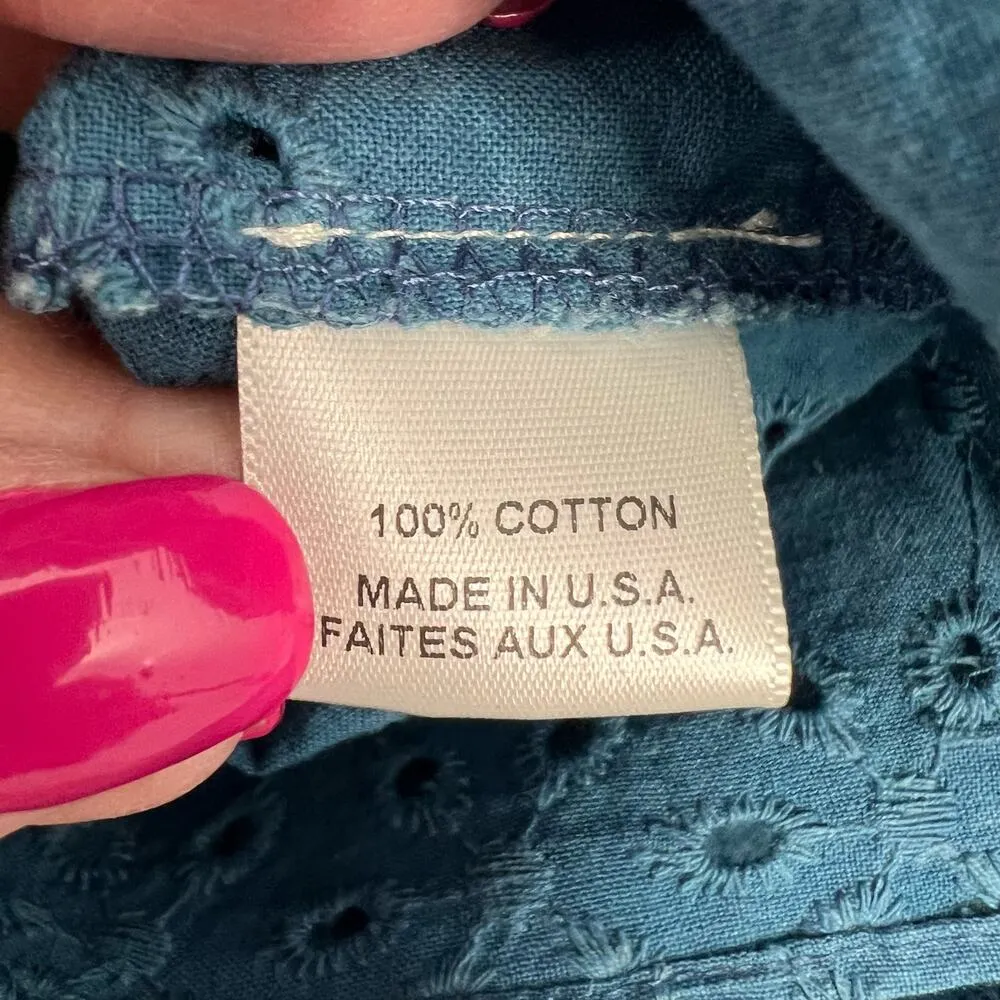 100% COTTON
MADE IN U.S.A.
FAITES AUX U.S.A.